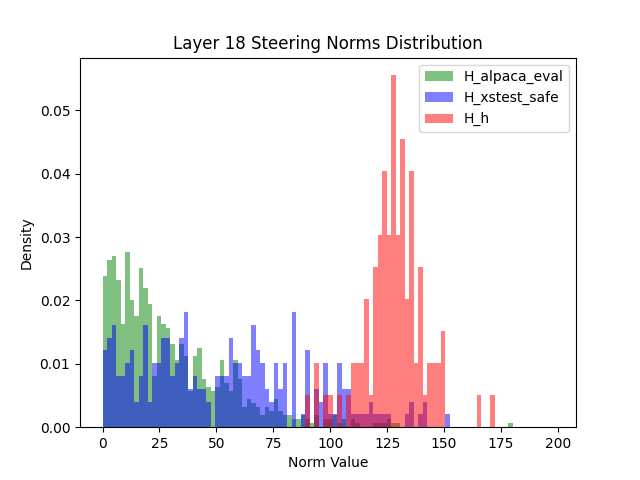 Layer 18 Steering Norms Distribution
H_alpaca_eval
H_xstest_safe
H_h
0.05
0.04
0.03
0.02
0.01
0.00
Density
0 25 50 75 100 125 150 175 200
Norm Value